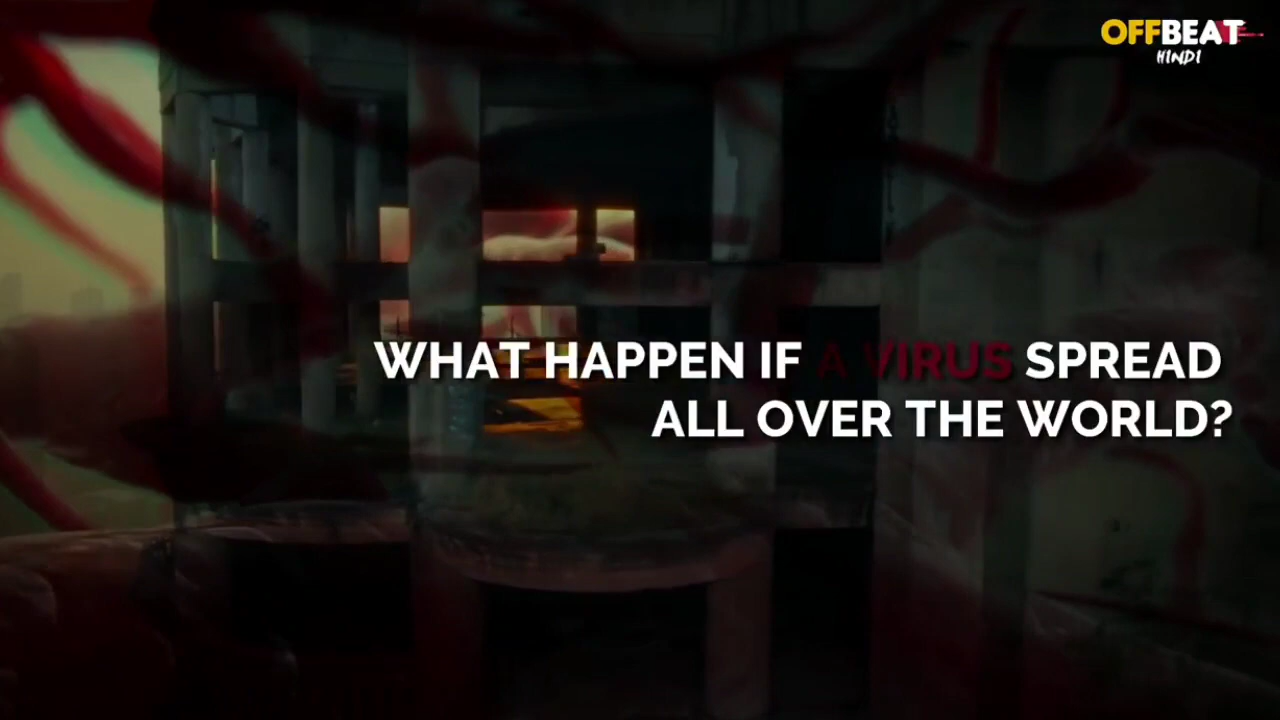 OFFBEAT
HINDI
WHAT HAPPEN IF A VIRUS SPREAD
ALL OVER THE WORLD?